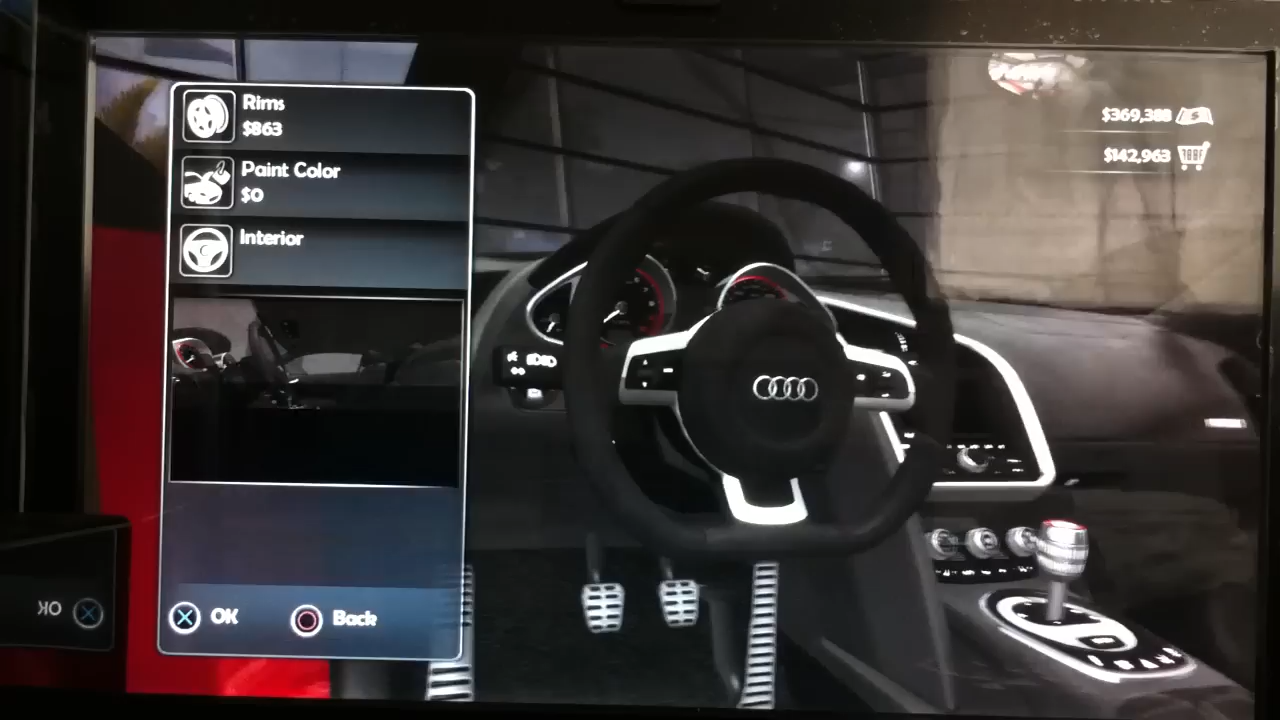 Rims
$863
Paint Color
$0
Interior
$369,388
$142,963
OK
Back
OK